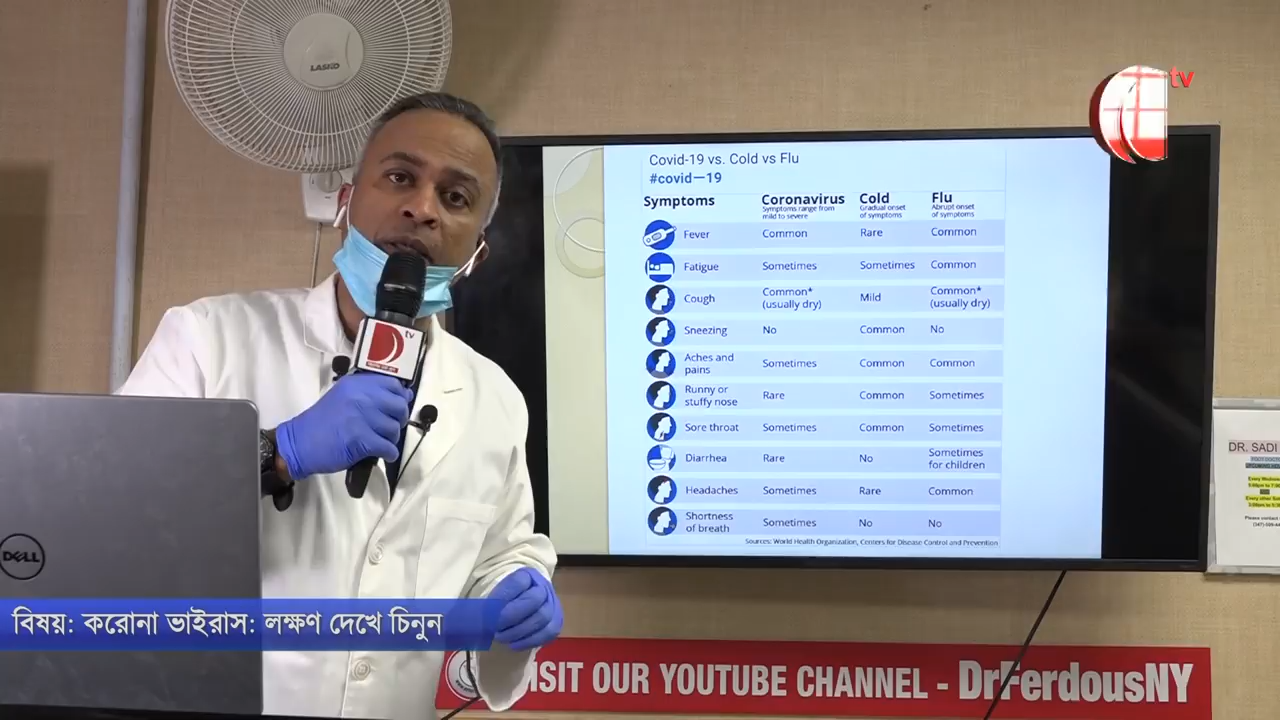 LASKO
tv
Covid-19 vs. Cold vs Flu
#covid—19
Symptoms Coronavirus Cold Flu
Symptoms range from mild to severe Gradual onset of symptoms Abrupt onset of symptoms
Fever Common Rare Common
Fatigue Sometimes Sometimes Common
Cough Common* (usually dry) Mild Common* (usually dry)
Sneezing No Common No
Aches and pains Sometimes Common Common
Runny or stuffy nose Rare Common Sometimes
Sore throat Sometimes Common Sometimes
Diarrhea Rare No Sometimes for children
Headaches Sometimes Rare Common
Shortness of breath Sometimes No No
Sources: World Health Organization, Centers for Disease Control and Prevention
tv
DR. SADI
DELL
বিষয়: করোনা ভাইরাস: লক্ষণ দেখে চিনুন
ISIT OUR YOUTUBE CHANNEL - DrFerdousNY